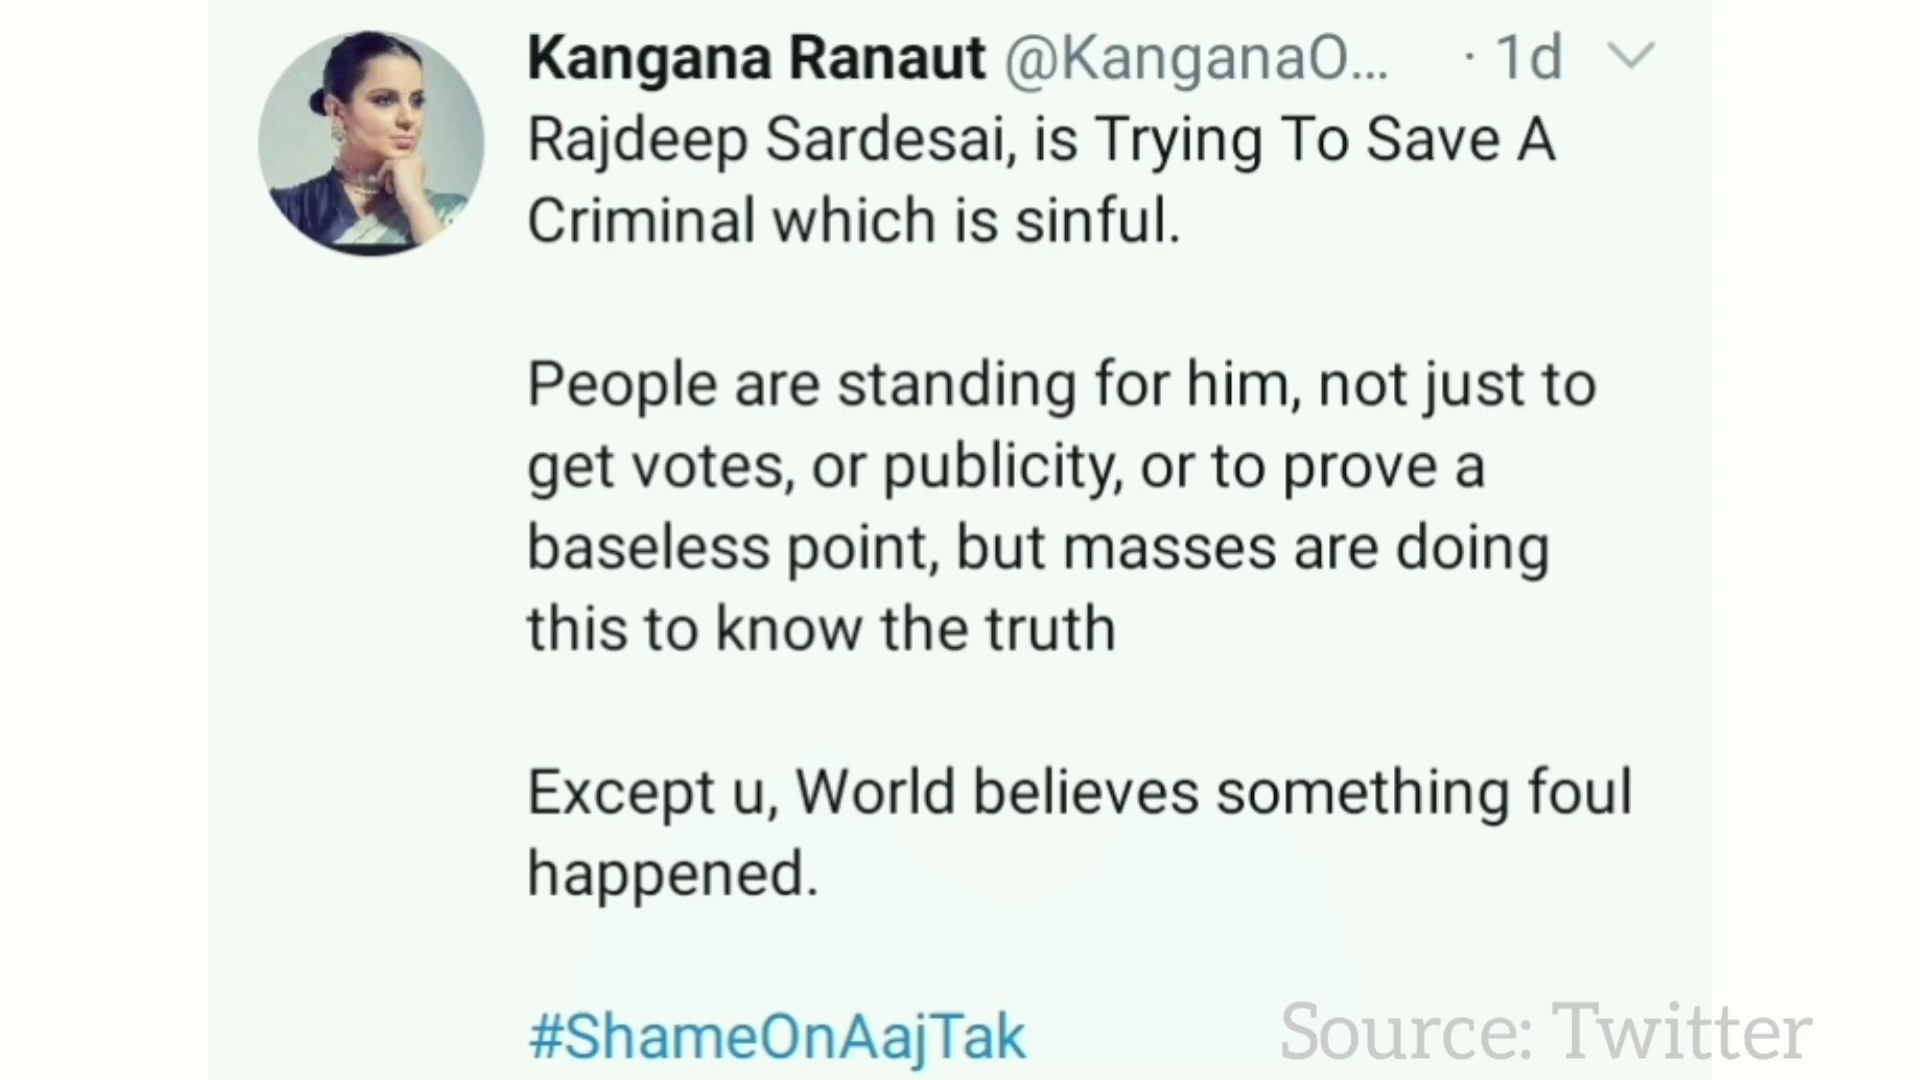 Kangana Ranaut @KanganaO... · 1d
Rajdeep Sardesai, is Trying To Save A
Criminal which is sinful.
People are standing for him, not just to
get votes, or publicity, or to prove a
baseless point, but masses are doing
this to know the truth
Except u, World believes something foul
happened.
#ShameOnAajTak
Source: Twitter